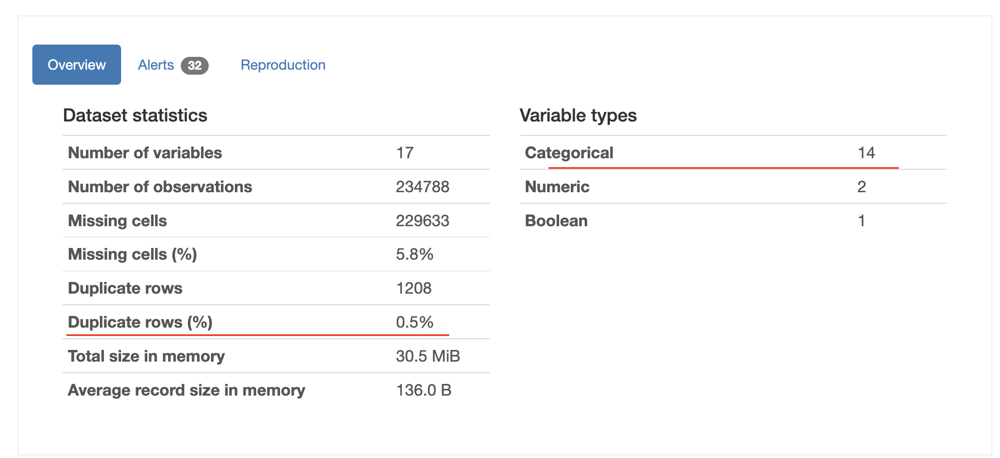 Overview Alerts 32 Reproduction
Dataset statistics
Number of variables 17
Number of observations 234788
Missing cells 229633
Missing cells (%) 5.8%
Duplicate rows 1208
Duplicate rows (%) 0.5%
Total size in memory 30.5 MiB
Average record size in memory 136.0 B
Variable types
Categorical 14
Numeric 2
Boolean 1